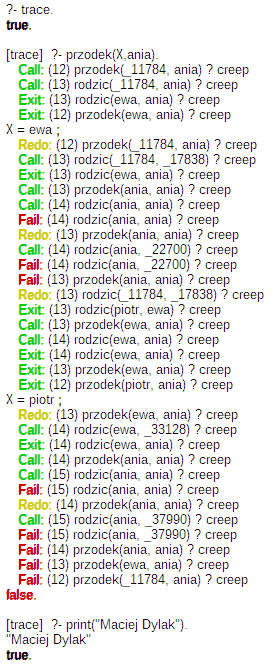 ?- trace.
true.

[trace]  ?- przodek(X,ania).
Call: (12) przodek(_11784, ania) ? creep
Call: (13) rodzic(_11784, ania) ? creep
Exit: (13) rodzic(ewa, ania) ? creep
Exit: (12) przodek(ewa, ania) ? creep
X = ewa ;
Redo: (12) przodek(_11784, ania) ? creep
Call: (13) rodzic(_11784, _17838) ? creep
Exit: (13) rodzic(ewa, ania) ? creep
Call: (13) przodek(ania, ania) ? creep
Call: (14) rodzic(ania, ania) ? creep
Fail: (14) rodzic(ania, ania) ? creep
Redo: (13) przodek(ania, ania) ? creep
Call: (14) rodzic(ania, _22700) ? creep
Fail: (14) rodzic(ania, _22700) ? creep
Fail: (13) przodek(ania, ania) ? creep
Redo: (13) rodzic(_11784, _17838) ? creep
Exit: (13) rodzic(piotr, ewa) ? creep
Call: (13) przodek(ewa, ania) ? creep
Call: (14) rodzic(ewa, ania) ? creep
Exit: (14) rodzic(ewa, ania) ? creep
Exit: (13) przodek(ewa, ania) ? creep
Exit: (12) przodek(piotr, ania) ? creep
X = piotr ;
Redo: (13) przodek(ewa, ania) ? creep
Call: (14) rodzic(ewa, _33128) ? creep
Exit: (14) rodzic(ewa, ania) ? creep
Call: (14) przodek(ania, ania) ? creep
Call: (15) rodzic(ania, ania) ? creep
Fail: (15) rodzic(ania, ania) ? creep
Redo: (14) przodek(ania, ania) ? creep
Call: (15) rodzic(ania, _37990) ? creep
Fail: (15) rodzic(ania, _37990) ? creep
Fail: (14) przodek(ania, ania) ? creep
Fail: (13) przodek(ewa, ania) ? creep
Fail: (12) przodek(_11784, ania) ? creep
false.

[trace]  ?- print("Maciej Dylak").
"Maciej Dylak"
true.